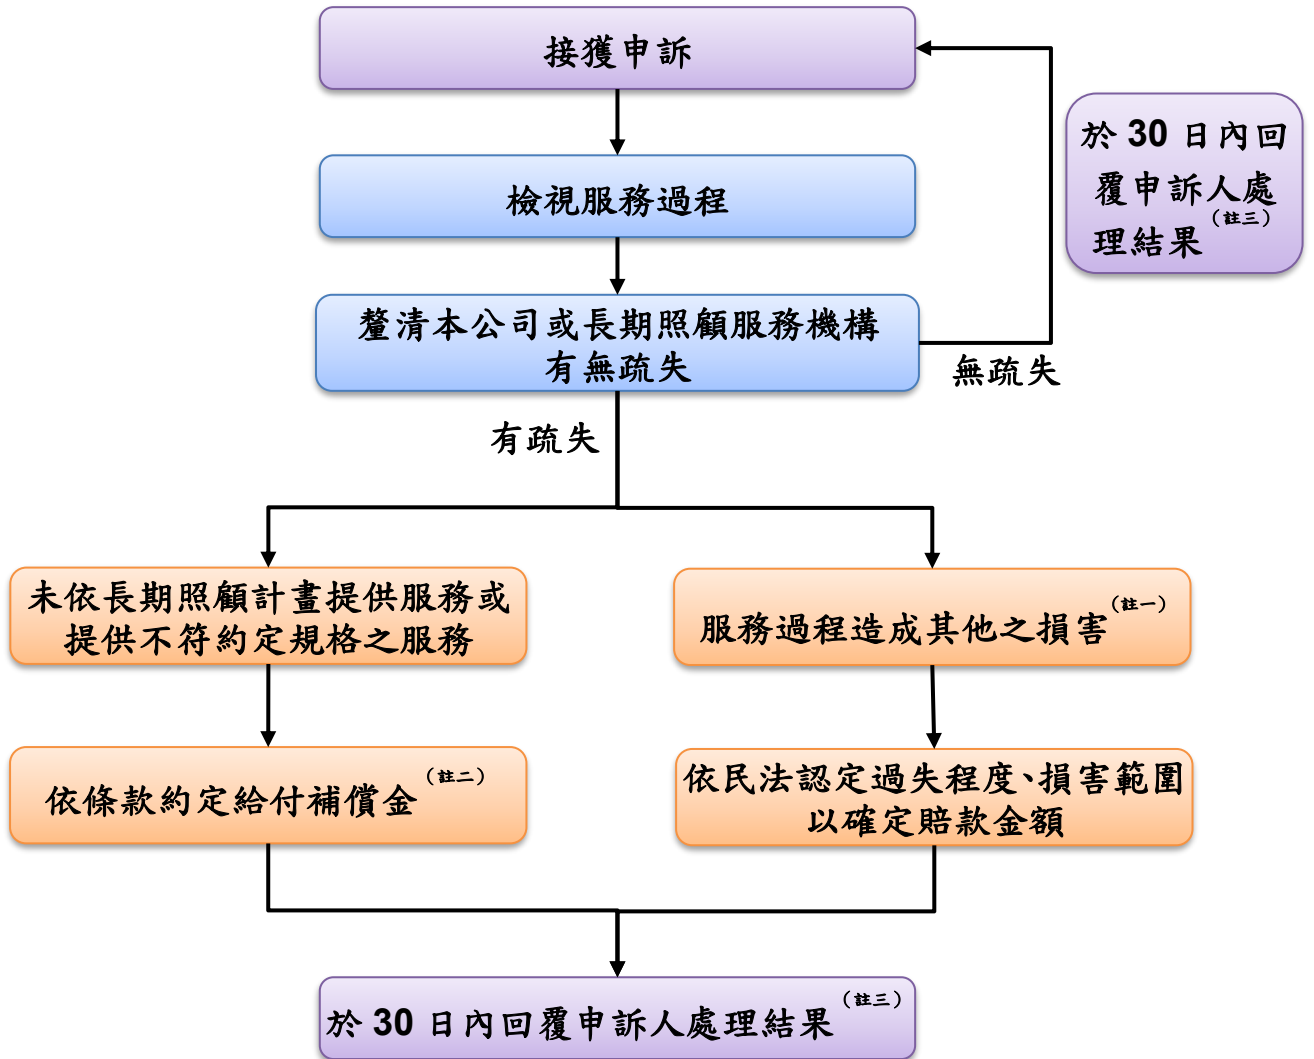 接獲申訴
於 30 日內回
覆申訴人處
理結果(註三)
檢視服務過程
釐清本公司或長期照顧服務機構
有無疏失
無疏失
有疏失
未依長期照顧計畫提供服務或
提供不符約定規格之服務
服務過程造成其他之損害(註一)
依條款約定給付補償金(註二)
依民法認定過失程度、損害範圍
以確定賠款金額
於 30 日內回覆申訴人處理結果(註三)